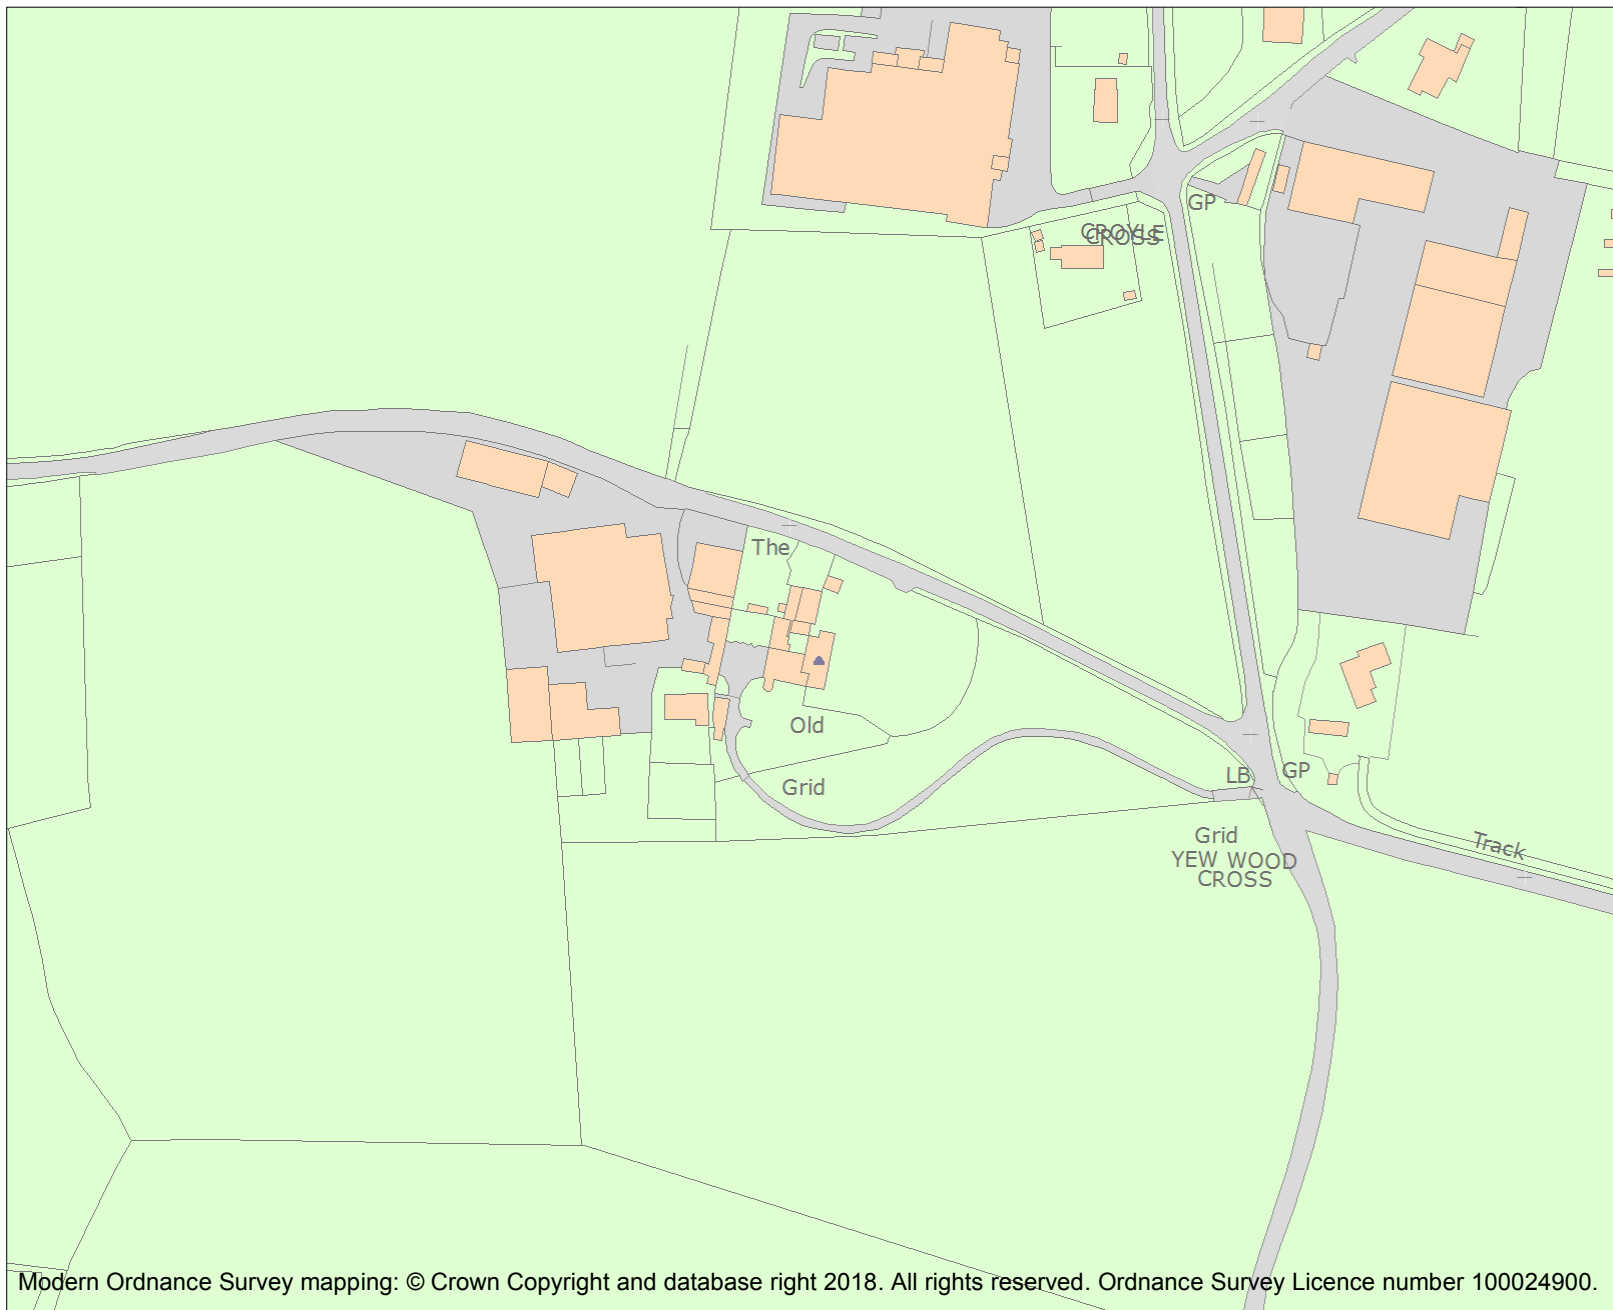 GP
CROYLE
CROSS
The
Old
Grid
LB
GP
Grid
YEW WOOD
CROSS
Track
Modern Ordnance Survey mapping: © Crown Copyright and database right 2018. All rights reserved. Ordnance Survey Licence number 100024900.